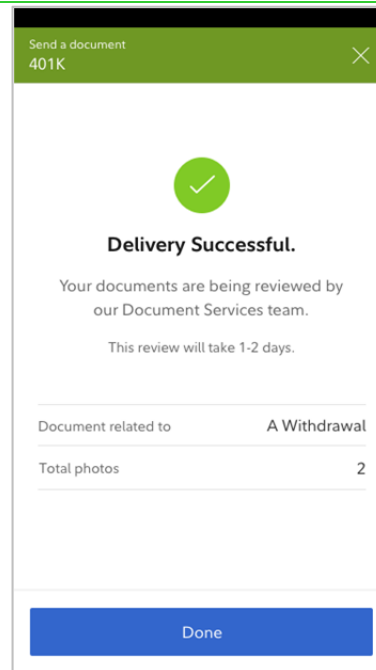 Send a document
401K
Delivery Successful.
Your documents are being reviewed by
our Document Services team.
This review will take 1-2 days.
Document related to A Withdrawal
Total photos 2
Done